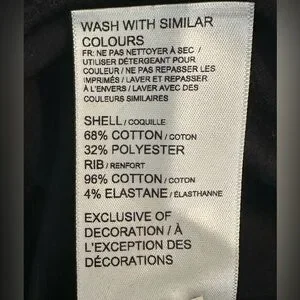 WASH WITH SIMILAR
COLOURS
FR: NE PAS NETTOYER À SEC /
UTILISER DÉTERGENT POUR
COULEUR / NE PAS REPASSER LES
IMPRIMÉS / LAVER ET REPASSER
À L'ENVERS / LAVER AVEC DES
COULEURS SIMILAIRES
SHELL / COQUILLE
68% COTTON / COTON
32% POLYESTER
RIB / RENFORT
96% COTTON / COTON
4% ELASTANE / ÉLASTHANNE
EXCLUSIVE OF
DECORATION / À
L'EXCEPTION DES
DÉCORATIONS